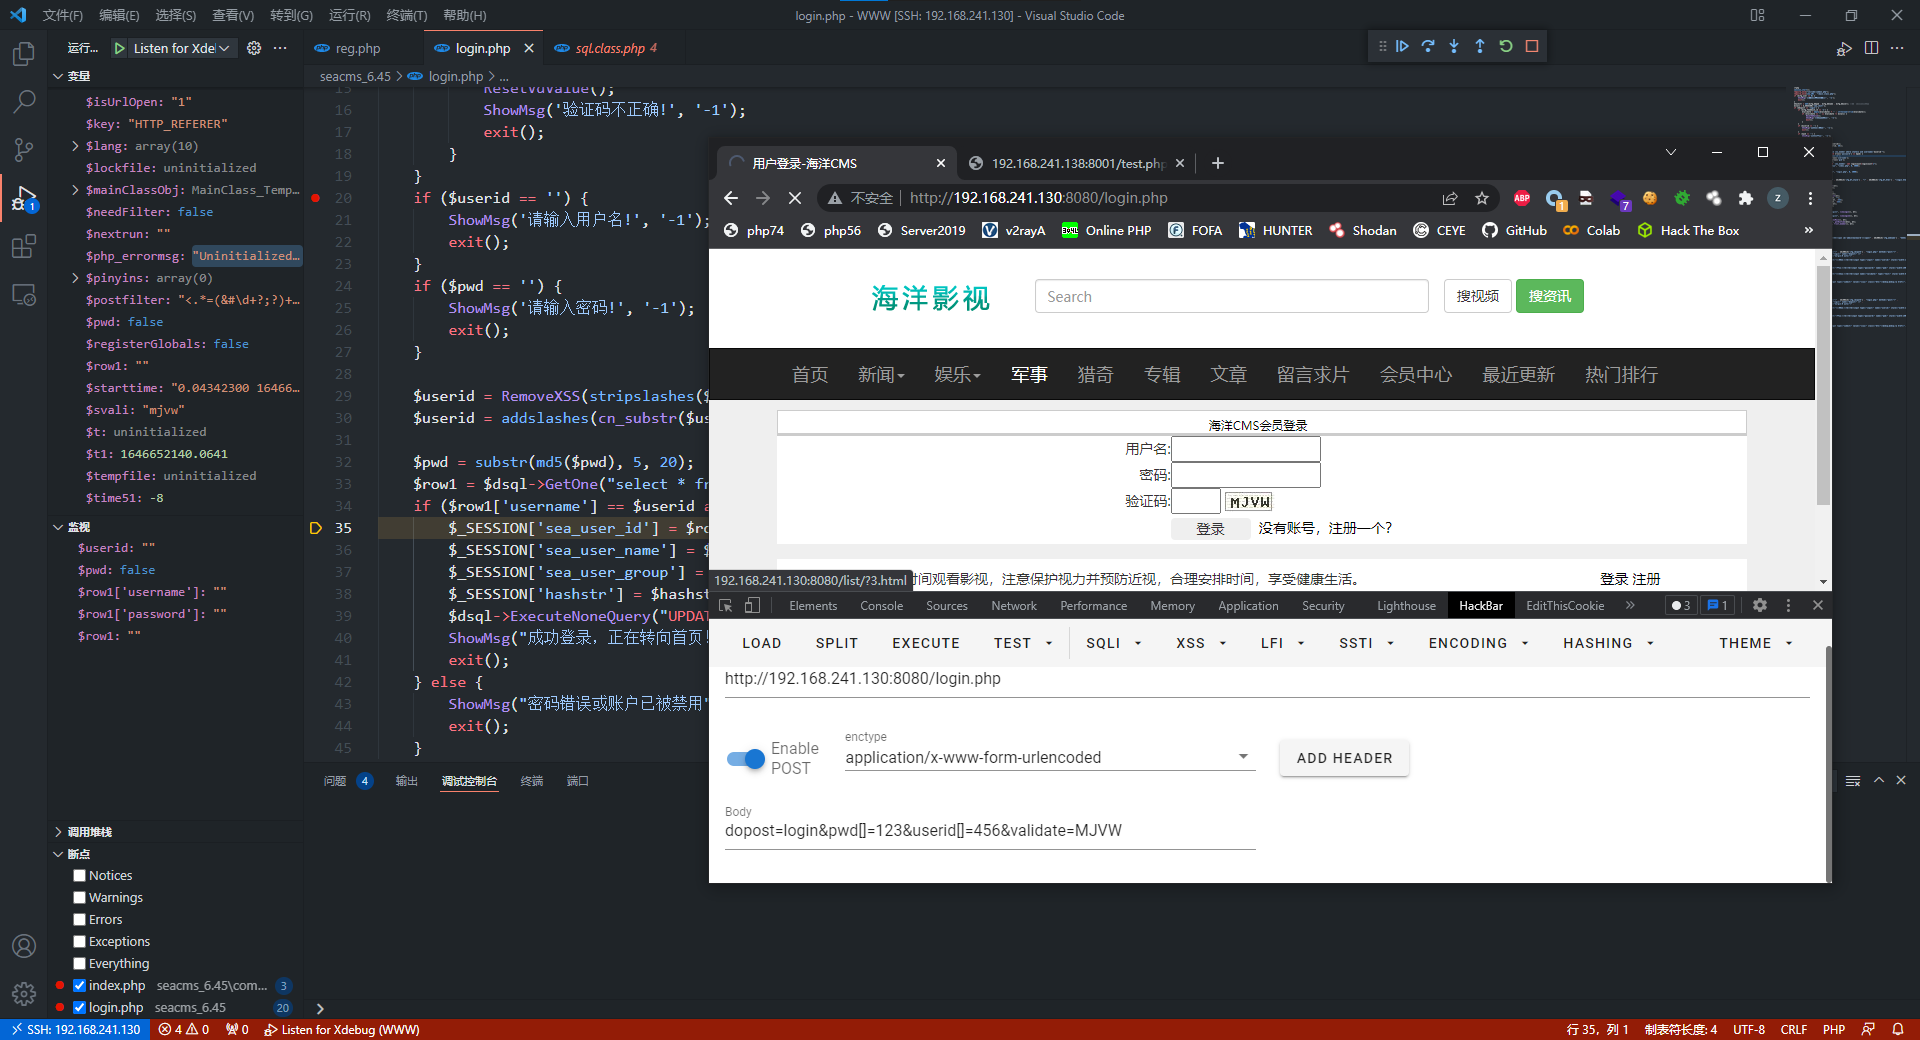 文件(F) 编辑(E) 选择(S) 查看(V) 转到(G) 运行(R) 终端(T) 帮助(H)
login.php - WWW [SSH: 192.168.241.130] - Visual Studio Code
运行... Listen for Xdel
reg.php login.php sql.class.php 4
seacms_6.45 > login.php > ...
变量
$isUrlOpen: "1"
$key: "HTTP_REFERER"
$lang: array(10)
$lockfile: uninitialized
$mainClassObj: MainClass_Temp...
$needFilter: false
$nextrun: ""
$php_errormsg: "Uninitialized...
$pinyins: array(0)
$postfilter: "<.*=(&#\d+?;?)+...
$pwd: false
$registerGlobals: false
$row1: ""
$starttime: "0.04342300 16466...
$svali: "mjvw"
$t: uninitialized
$t1: 1646652140.0641
$tempfile: uninitialized
$time51: -8
监视
$userid: ""
$pwd: false
$row1['username']: ""
$row1['password']: ""
$row1: ""
调用堆栈
断点
Notices
Warnings
Errors
Exceptions
Everything
index.php seacms_6.45\com... 3
login.php seacms_6.45 20
15 ResetVdValue();
16 ShowMsg('验证码不正确!', '-1');
17 exit();
18 }
19 }
20 if ($userid == '') {
21 ShowMsg('请输入用户名!', '-1');
22 exit();
23 }
24 if ($pwd == '') {
25 ShowMsg('请输入密码!', '-1');
26 exit();
27 }
28
29 $userid = RemoveXSS(stripslashes($
30 $userid = addslashes(cn_substr($us
31
32 $pwd = substr(md5($pwd), 5, 20);
33 $row1 = $dsql->GetOne("select * fr
34 if ($row1['username'] == $userid a
35 $_SESSION['sea_user_id'] = $ro
36 $_SESSION['sea_user_name'] = $
37 $_SESSION['sea_user_group'] =
38 $_SESSION['hashstr'] = $hashst
39 $dsql->ExecuteNoneQuery("UPDAT
40 ShowMsg("成功登录，正在转向首页!
41 exit();
42 } else {
43 ShowMsg("密码错误或账户已被禁用"
44 exit();
45 }
问题 4 输出 调试控制台 终端 端口
用户登录-海洋CMS 192.168.241.138:8001/test.php
不安全 http://192.168.241.130:8080/login.php
ABP 1 7 z
php74 php56 Server2019 v2rayA Online PHP FOFA HUNTER Shodan CEYE GitHub Colab Hack The Box »
海洋影视 Search 搜视频 搜资讯
首页 新闻 娱乐 军事 猎奇 专辑 文章 留言求片 会员中心 最近更新 热门排行
海洋CMS会员登录
用户名:
密码:
验证码: MJVW
登录 没有账号，注册一个?
时间观看影视，注意保护视力并预防近视，合理安排时间，享受健康生活。 登录 注册
192.168.241.130:8080/list/?3.html
Elements Console Sources Network Performance Memory Application Security Lighthouse HackBar EditThisCookie » 3 1
LOAD SPLIT EXECUTE TEST SQLI XSS LFI SSTI ENCODING HASHING THEME
http://192.168.241.130:8080/login.php
Enable POST
enctype
application/x-www-form-urlencoded
ADD HEADER
Body
dopost=login&pwd[]=123&userid[]=456&validate=MJVW
SSH: 192.168.241.130 4 0 0 Listen for Xdebug (WWW) 行 35，列 1 制表符长度: 4 UTF-8 CRLF PHP